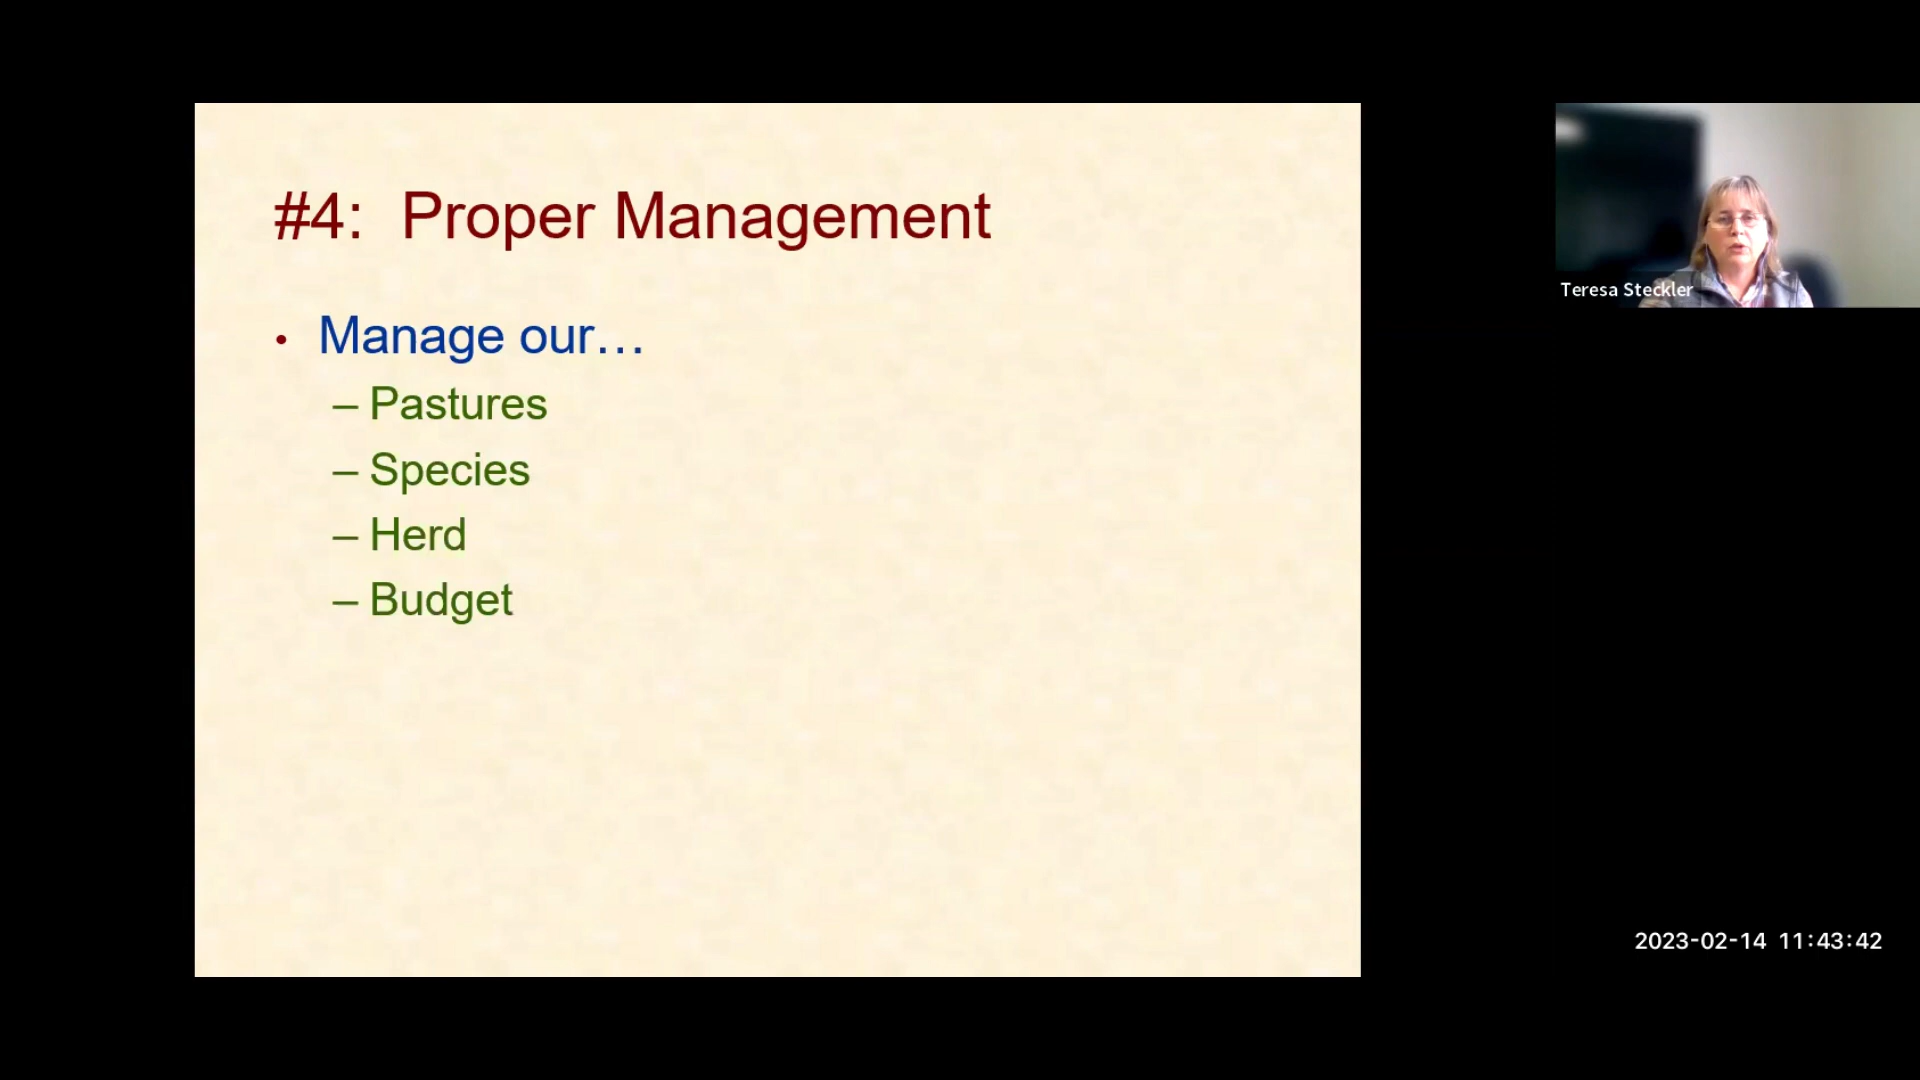 #4: Proper Management
• Manage our…
– Pastures
– Species
– Herd
– Budget
Teresa Steckler
2023-02-14 11:43:42